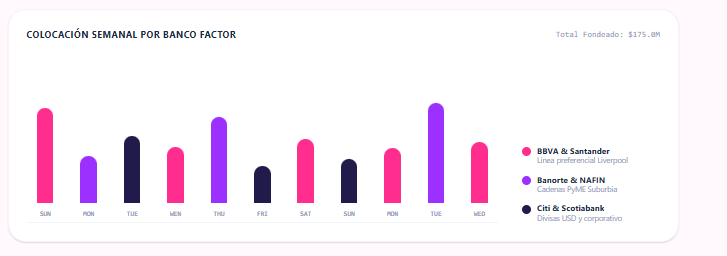 COLOCACIÓN SEMANAL POR BANCO FACTOR
Total Fondeado: $175.0M
BBVA & Santander
Línea preferencial Liverpool
Banorte & NAFIN
Cadenas PyME Suburbia
Citi & Scotiabank
Divisas USD y corporativo
SUN MON TUE WEN THU FRI SAT SUN MON TUE WED